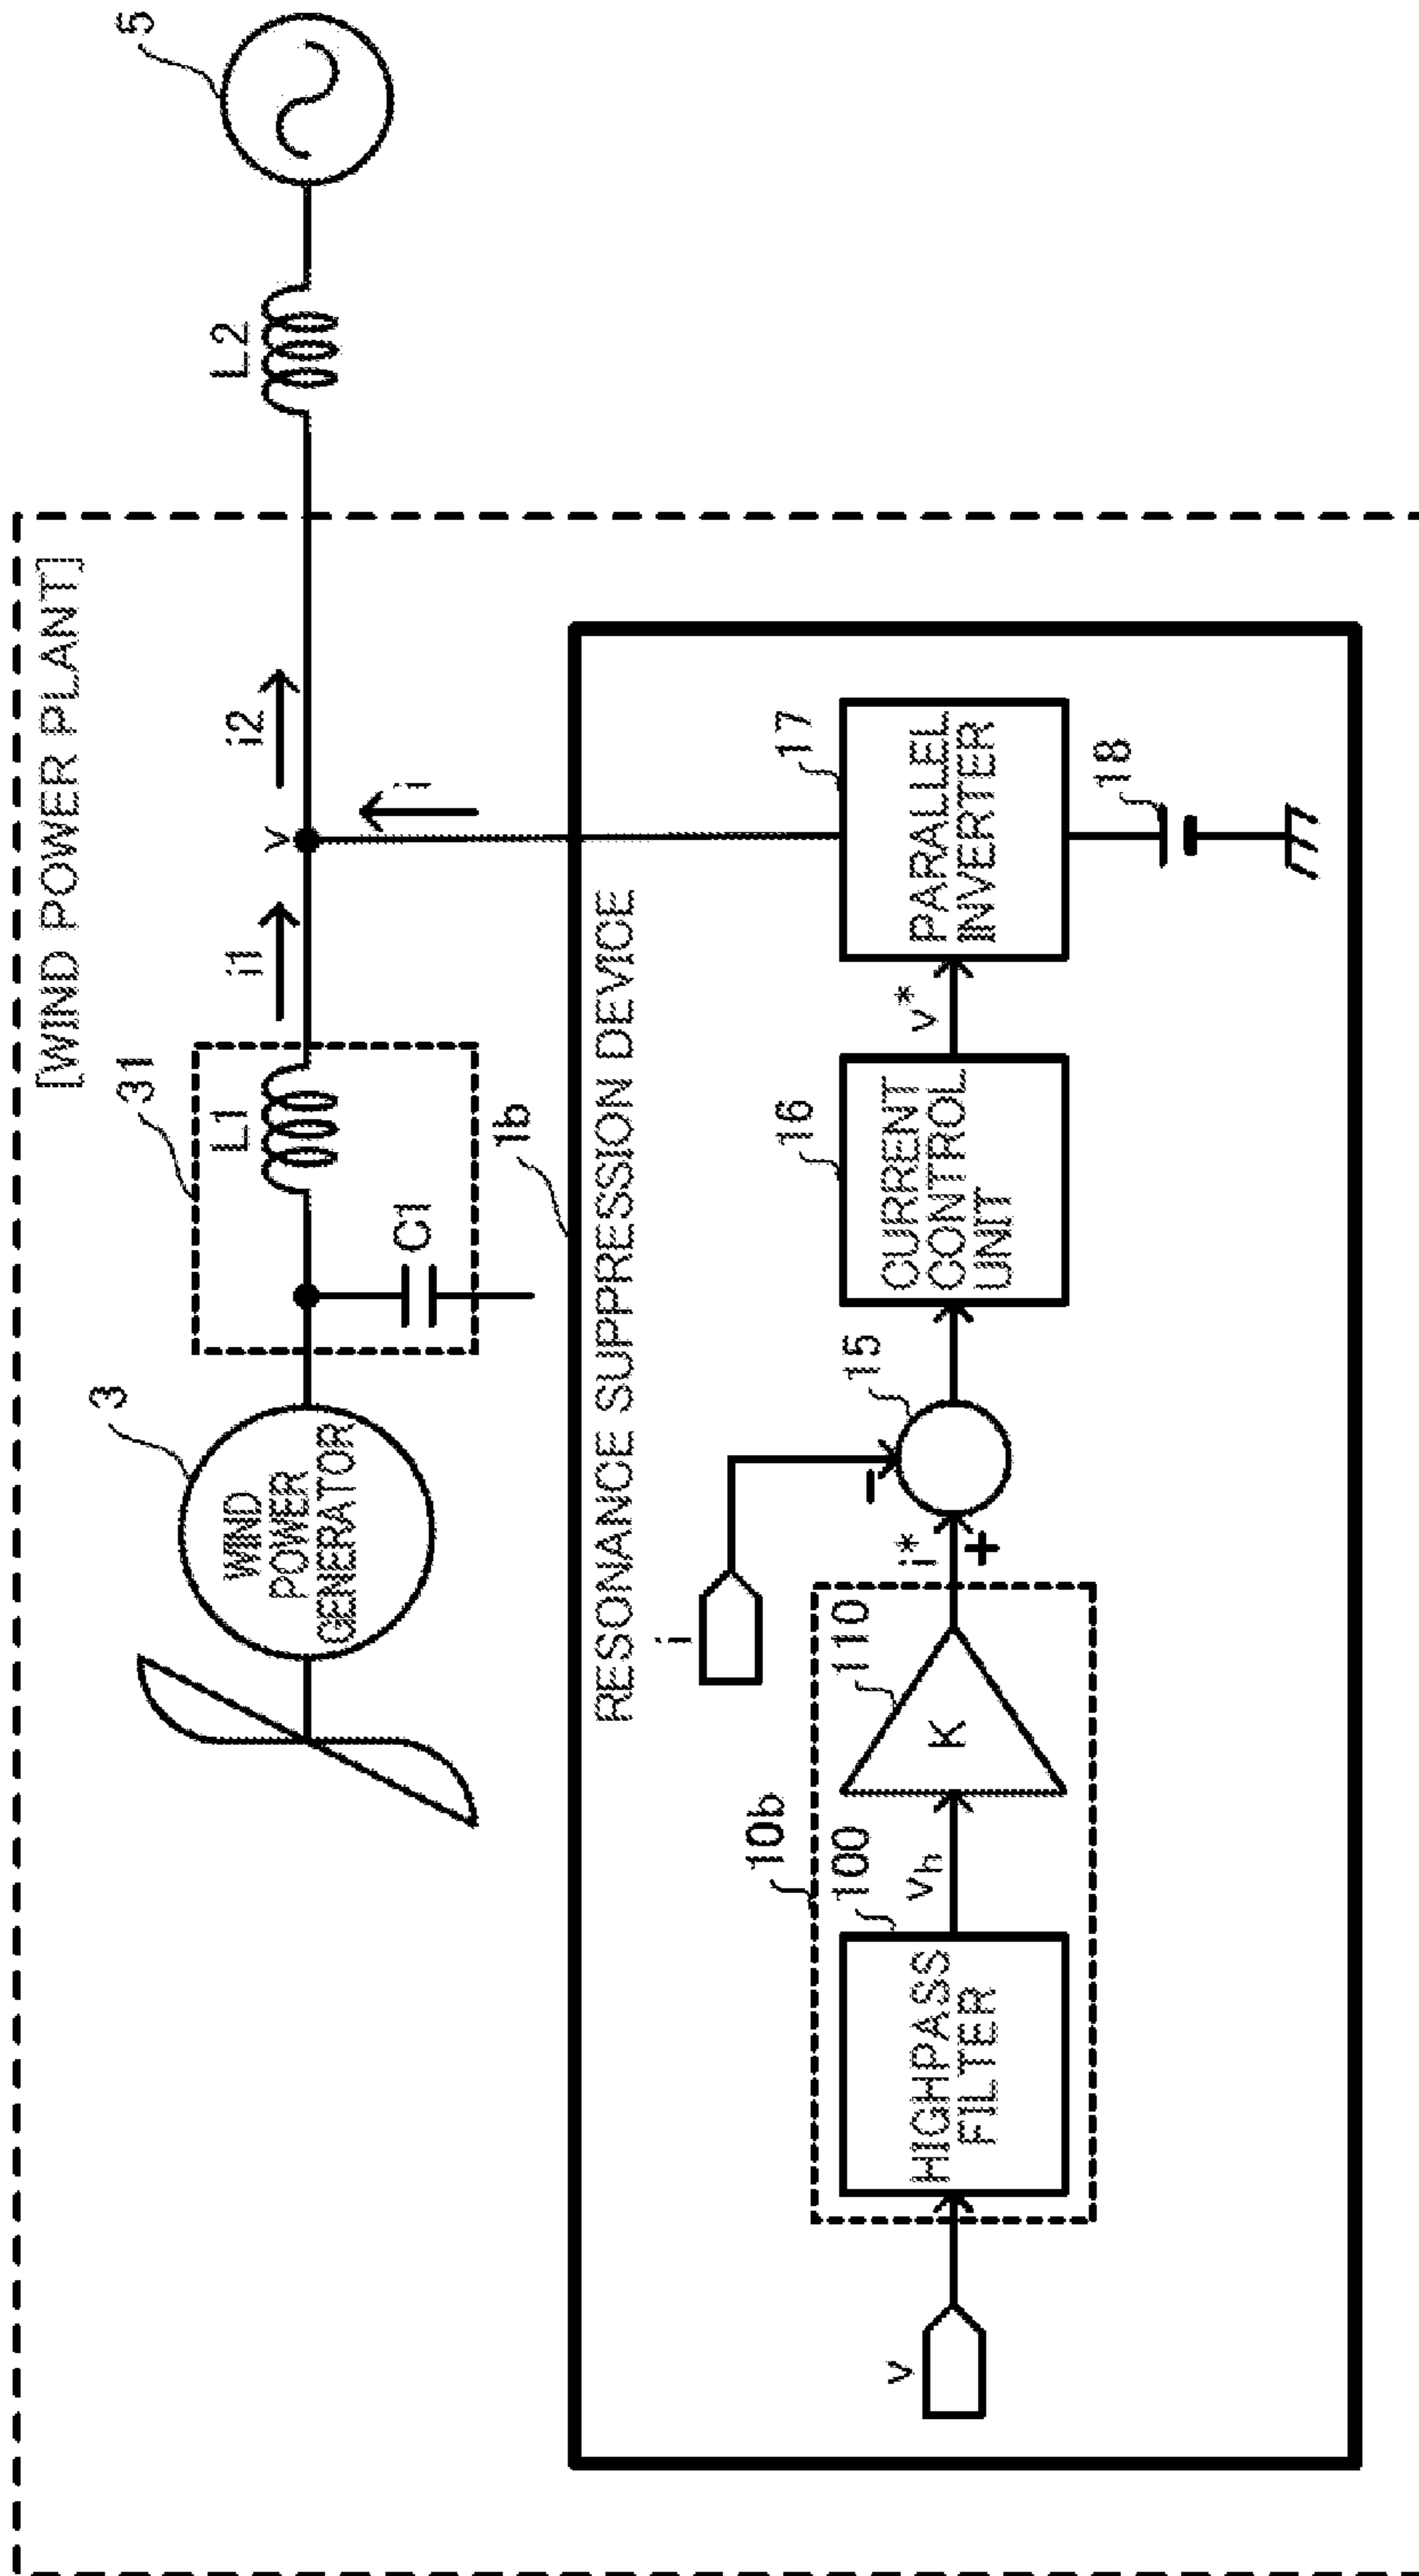 [WIND POWER PLANT]
3
WIND
POWER
GENERATOR
31
L1
C1
i1
v
i2
i
L2
5
1b
RESONANCE SUPPRESSION DEVICE
v
10b
100
HIGHPASS
FILTER
vh
110
K
i
i*
+
-
15
16
CURRENT
CONTROL
UNIT
v*
17
PARALLEL
INVERTER
18